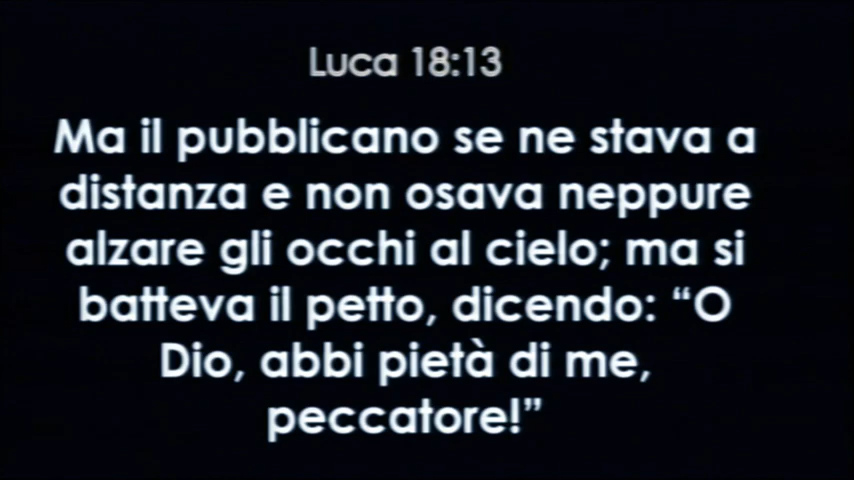 Luca 18:13
Ma il pubblicano se ne stava a
distanza e non osava neppure
alzare gli occhi al cielo; ma si
batteva il petto, dicendo: “O
Dio, abbi pietà di me,
peccatore!”